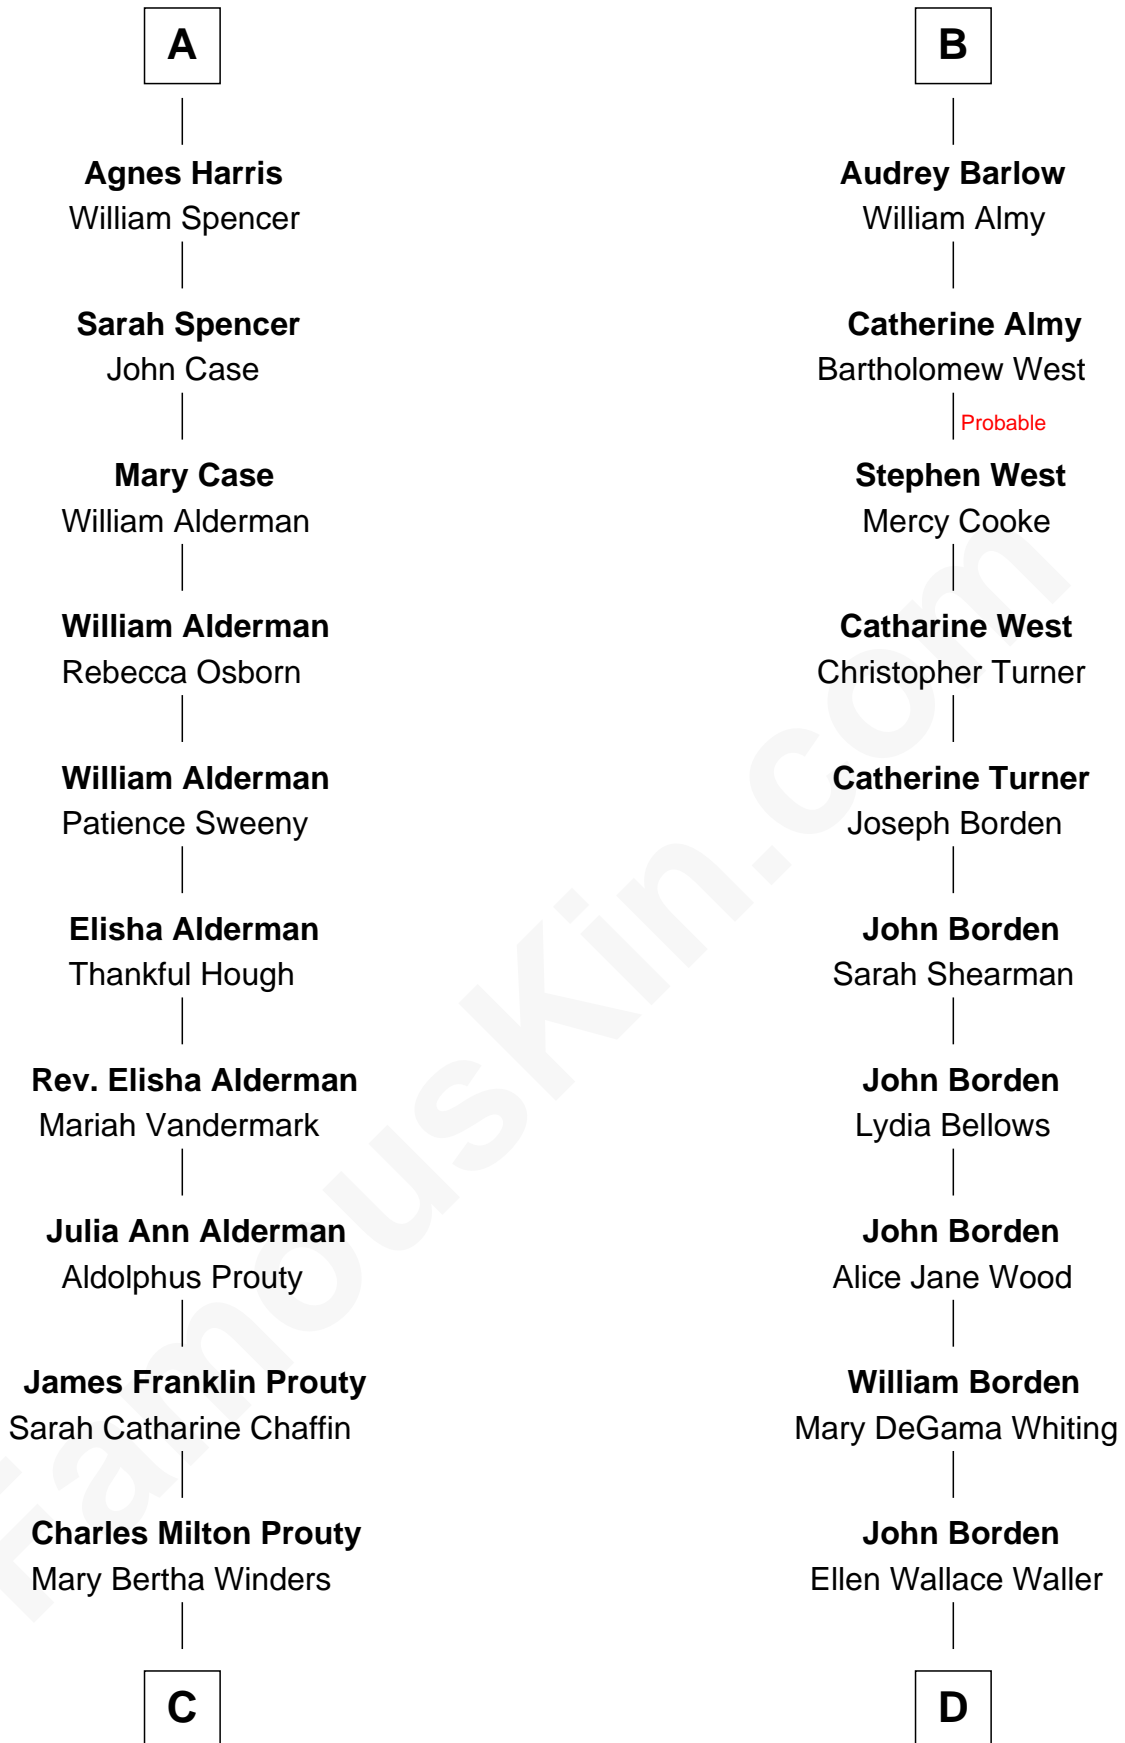 A
Agnes Harris
William Spencer
Sarah Spencer
John Case
Mary Case
William Alderman
William Alderman
Rebecca Osborn
William Alderman
Patience Sweeny
Elisha Alderman
Thankful Hough
Rev. Elisha Alderman
Mariah Vandermark
Julia Ann Alderman
Aldolphus Prouty
James Franklin Prouty
Sarah Catharine Chaffin
Charles Milton Prouty
Mary Bertha Winders
C
B
Audrey Barlow
William Almy
Catherine Almy
Bartholomew West
Probable
Stephen West
Mercy Cooke
Catharine West
Christopher Turner
Catherine Turner
Joseph Borden
John Borden
Sarah Shearman
John Borden
Lydia Bellows
John Borden
Alice Jane Wood
William Borden
Mary DeGama Whiting
John Borden
Ellen Wallace Waller
D
FamousKin.com